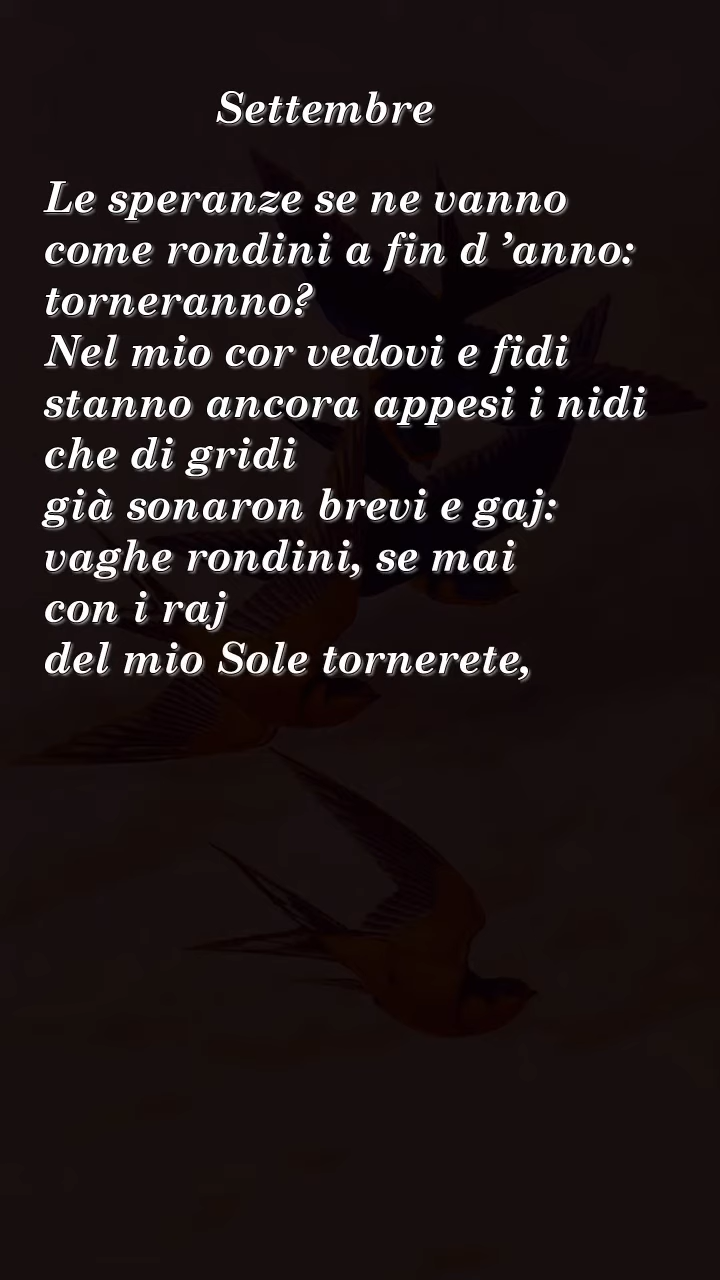 Settembre
Le speranze se ne vanno
come rondini a fin d ’anno:
torneranno?
Nel mio cor vedovi e fidi
stanno ancora appesi i nidi
che di gridi
già sonaron brevi e gaj:
vaghe rondini, se mai
con i raj
del mio Sole tornerete,